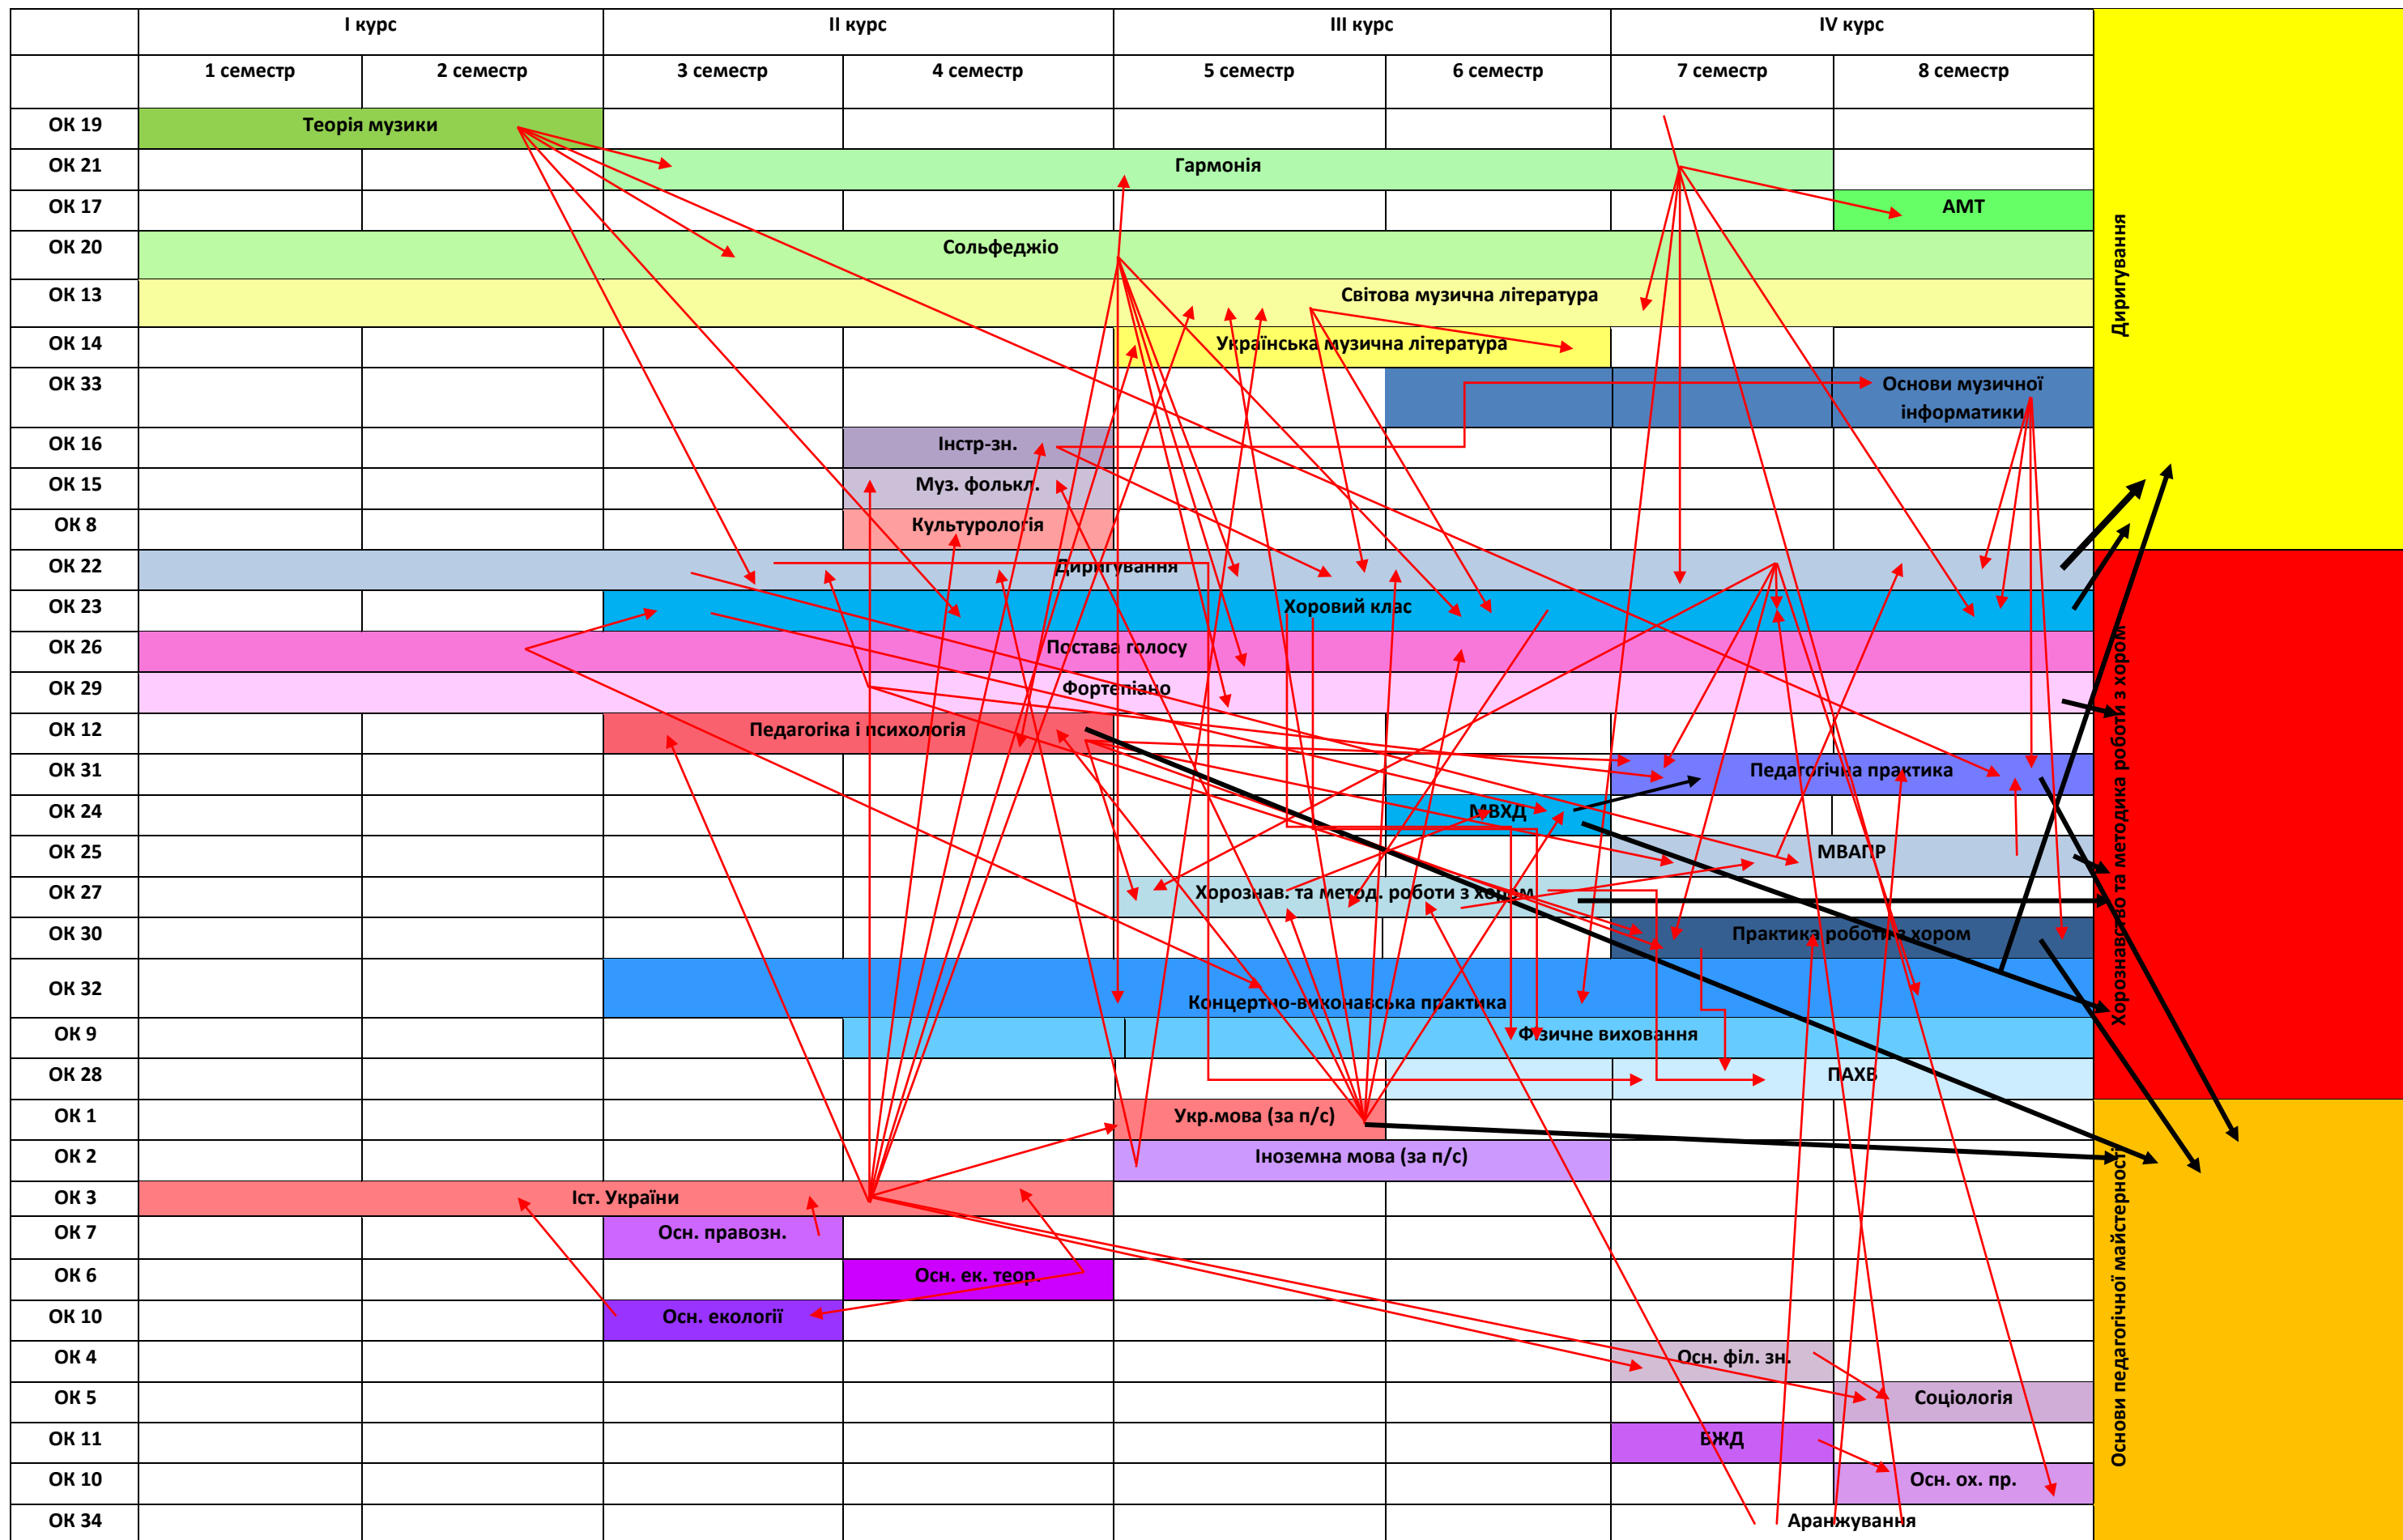 І курс
ІІ курс
ІІІ курс
ІV курс
1 семестр
2 семестр
3 семестр
4 семестр
5 семестр
6 семестр
7 семестр
8 семестр
ОК 19
Теорія музики
ОК 21
Гармонія
ОК 17
АМТ
ОК 20
Сольфеджіо
ОК 13
Світова музична література
ОК 14
Українська музична література
ОК 33
Основи музичної
інформатики
ОК 16
Інстр-зн.
ОК 15
Муз. фолькл.
ОК 8
Культурологія
ОК 22
Диригування
ОК 23
Хоровий клас
ОК 26
Постава голосу
ОК 29
Фортепіано
ОК 12
Педагогіка і психологія
ОК 31
Педагогічна практика
ОК 24
МВХД
ОК 25
МВАПР
ОК 27
Хорознав. та метод. роботи з хором
ОК 30
Практика роботи з хором
ОК 32
Концертно-виконавська практика
ОК 9
Фізичне виховання
ОК 28
ПАХВ
ОК 1
Укр.мова (за п/с)
ОК 2
Іноземна мова (за п/с)
ОК 3
Іст. України
ОК 7
Осн. правозн.
ОК 6
Осн. ек. теор.
ОК 10
Осн. екології
ОК 4
Осн. філ. зн.
ОК 5
Соціологія
ОК 11
БЖД
ОК 10
Осн. ох. пр.
ОК 34
Аранжування
Диригування
Хорознавство та методика роботи з хором
Основи педагогічної майстерності